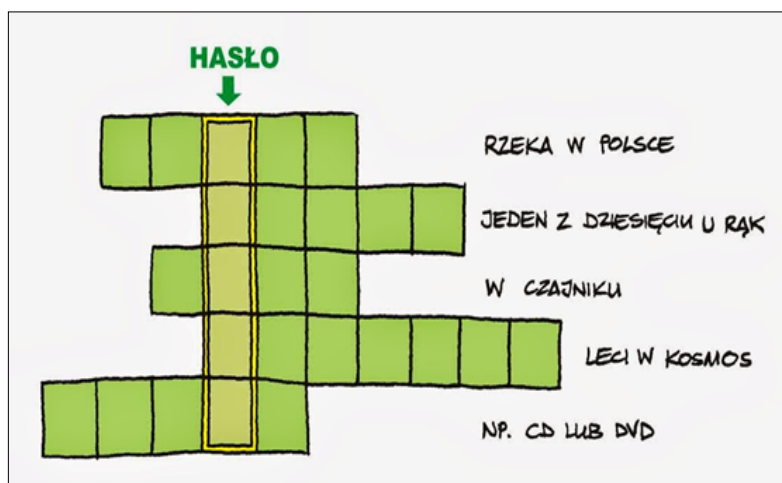 HASŁO
RZEKA W POLSCE
JEDEN Z DZIESIĘCIU U RĄK
W CZAJNIKU
LECI W KOSMOS
NP. CD LUB DVD